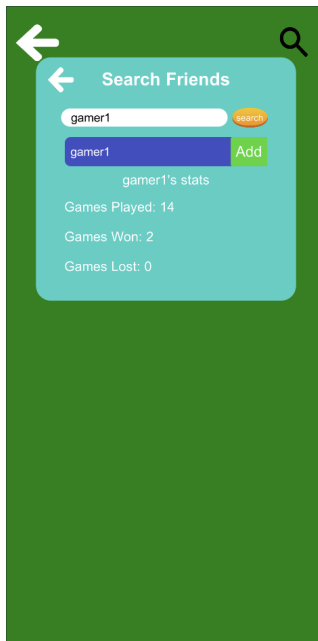 Search Friends
gamer1
search
gamer1
Add
gamer1's stats
Games Played: 14
Games Won: 2
Games Lost: 0